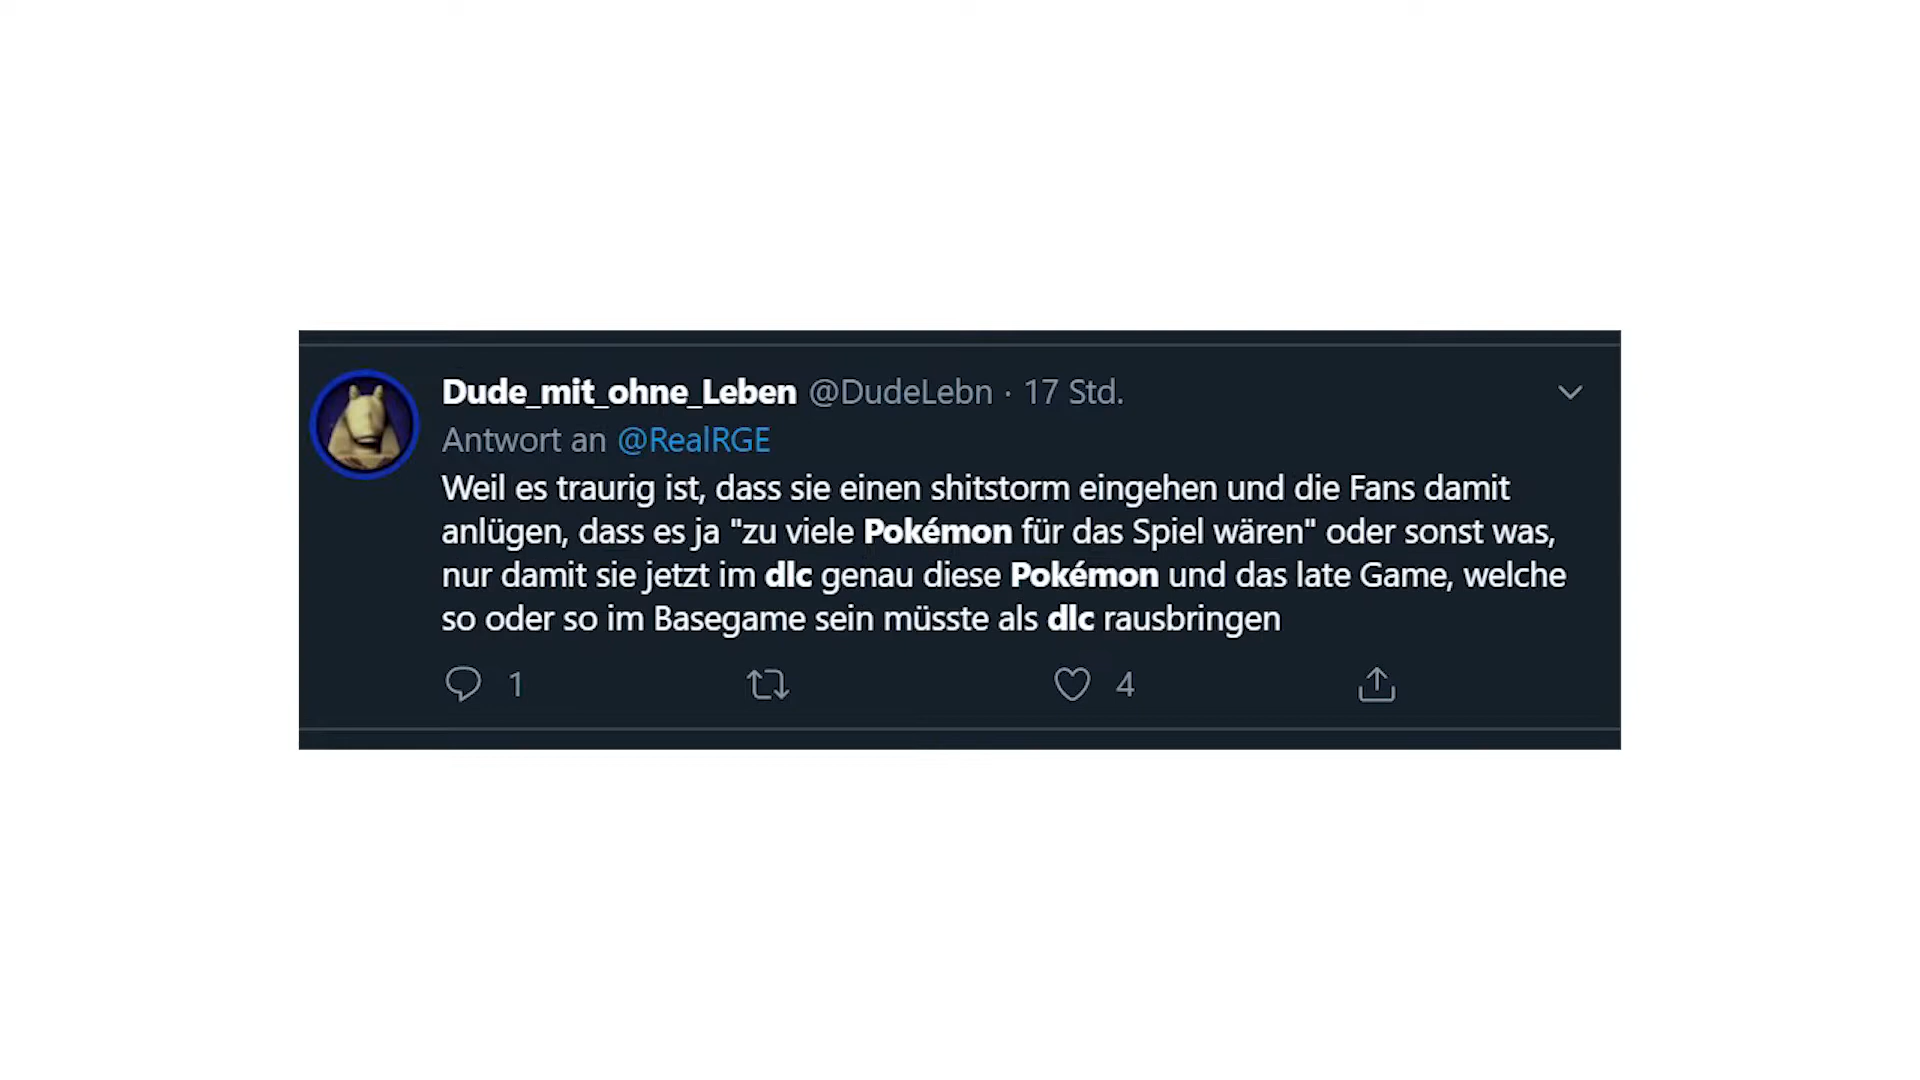 Dude_mit_ohne_Leben @DudeLebn · 17 Std.
Antwort an @RealRGE
Weil es traurig ist, dass sie einen shitstorm eingehen und die Fans damit
anlügen, dass es ja "zu viele Pokémon für das Spiel wären" oder sonst was,
nur damit sie jetzt im dlc genau diese Pokémon und das late Game, welche
so oder so im Basegame sein müsste als dlc rausbringen
1 4